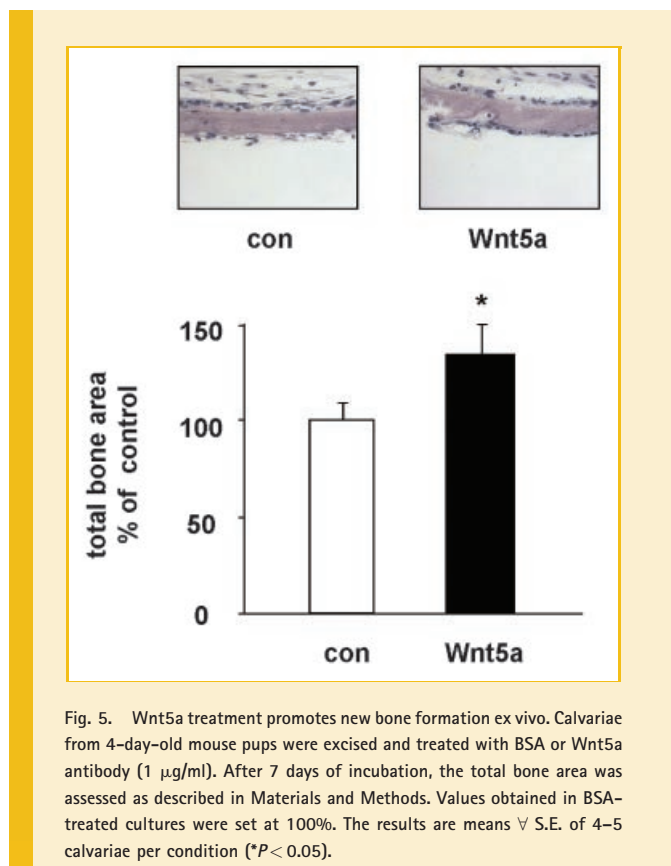 con
Wnt5a
*
150
100
50
0
total bone area
% of control
con
Wnt5a
Fig. 5. Wnt5a treatment promotes new bone formation ex vivo. Calvariae
from 4-day-old mouse pups were excised and treated with BSA or Wnt5a
antibody (1 μg/ml). After 7 days of incubation, the total bone area was
assessed as described in Materials and Methods. Values obtained in BSA-
treated cultures were set at 100%. The results are means ∀ S.E. of 4–5
calvariae per condition (*P < 0.05).